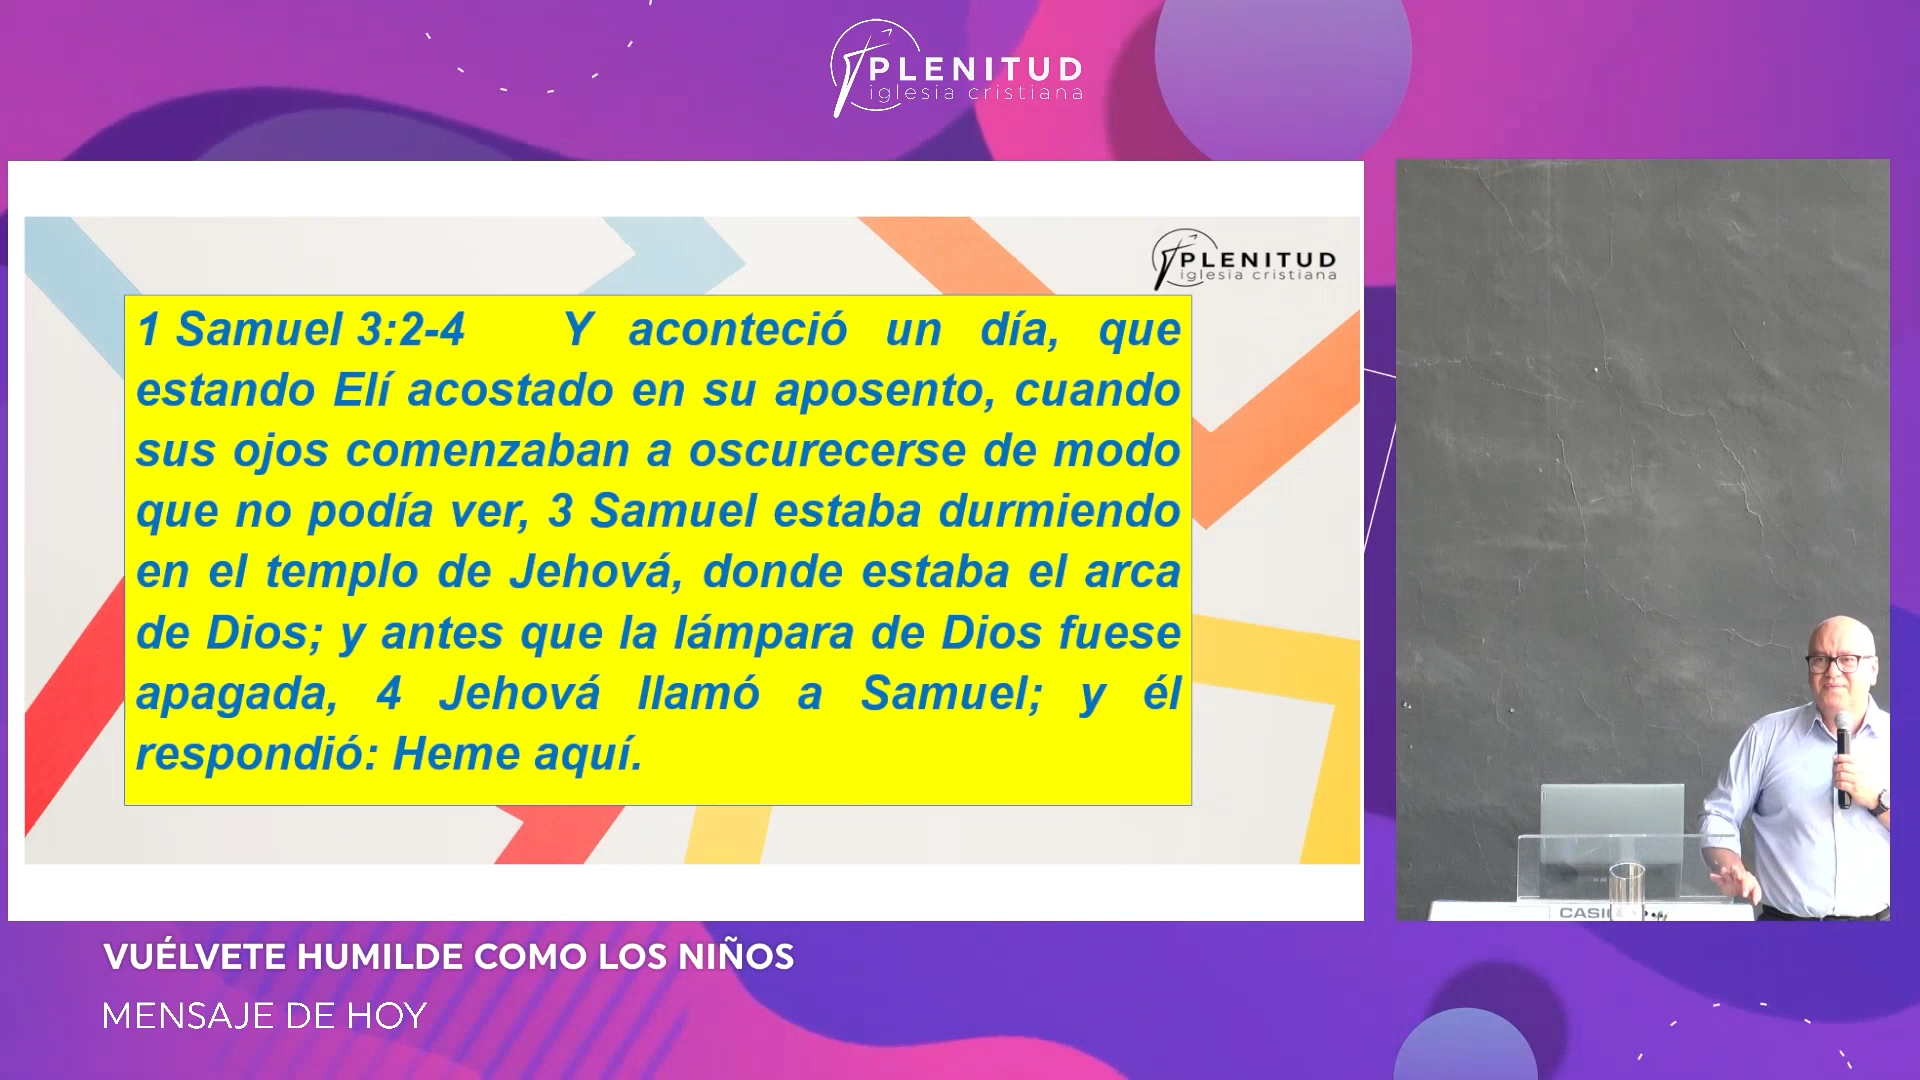 PLENITUD
iglesia cristiana
PLENITUD
iglesia cristiana
1 Samuel 3:2-4 Y aconteció un día, que
estando Elí acostado en su aposento, cuando
sus ojos comenzaban a oscurecerse de modo
que no podía ver, 3 Samuel estaba durmiendo
en el templo de Jehová, donde estaba el arca
de Dios; y antes que la lámpara de Dios fuese
apagada, 4 Jehová llamó a Samuel; y él
respondió: Heme aquí.
VUÉLVETE HUMILDE COMO LOS NIÑOS
MENSAJE DE HOY